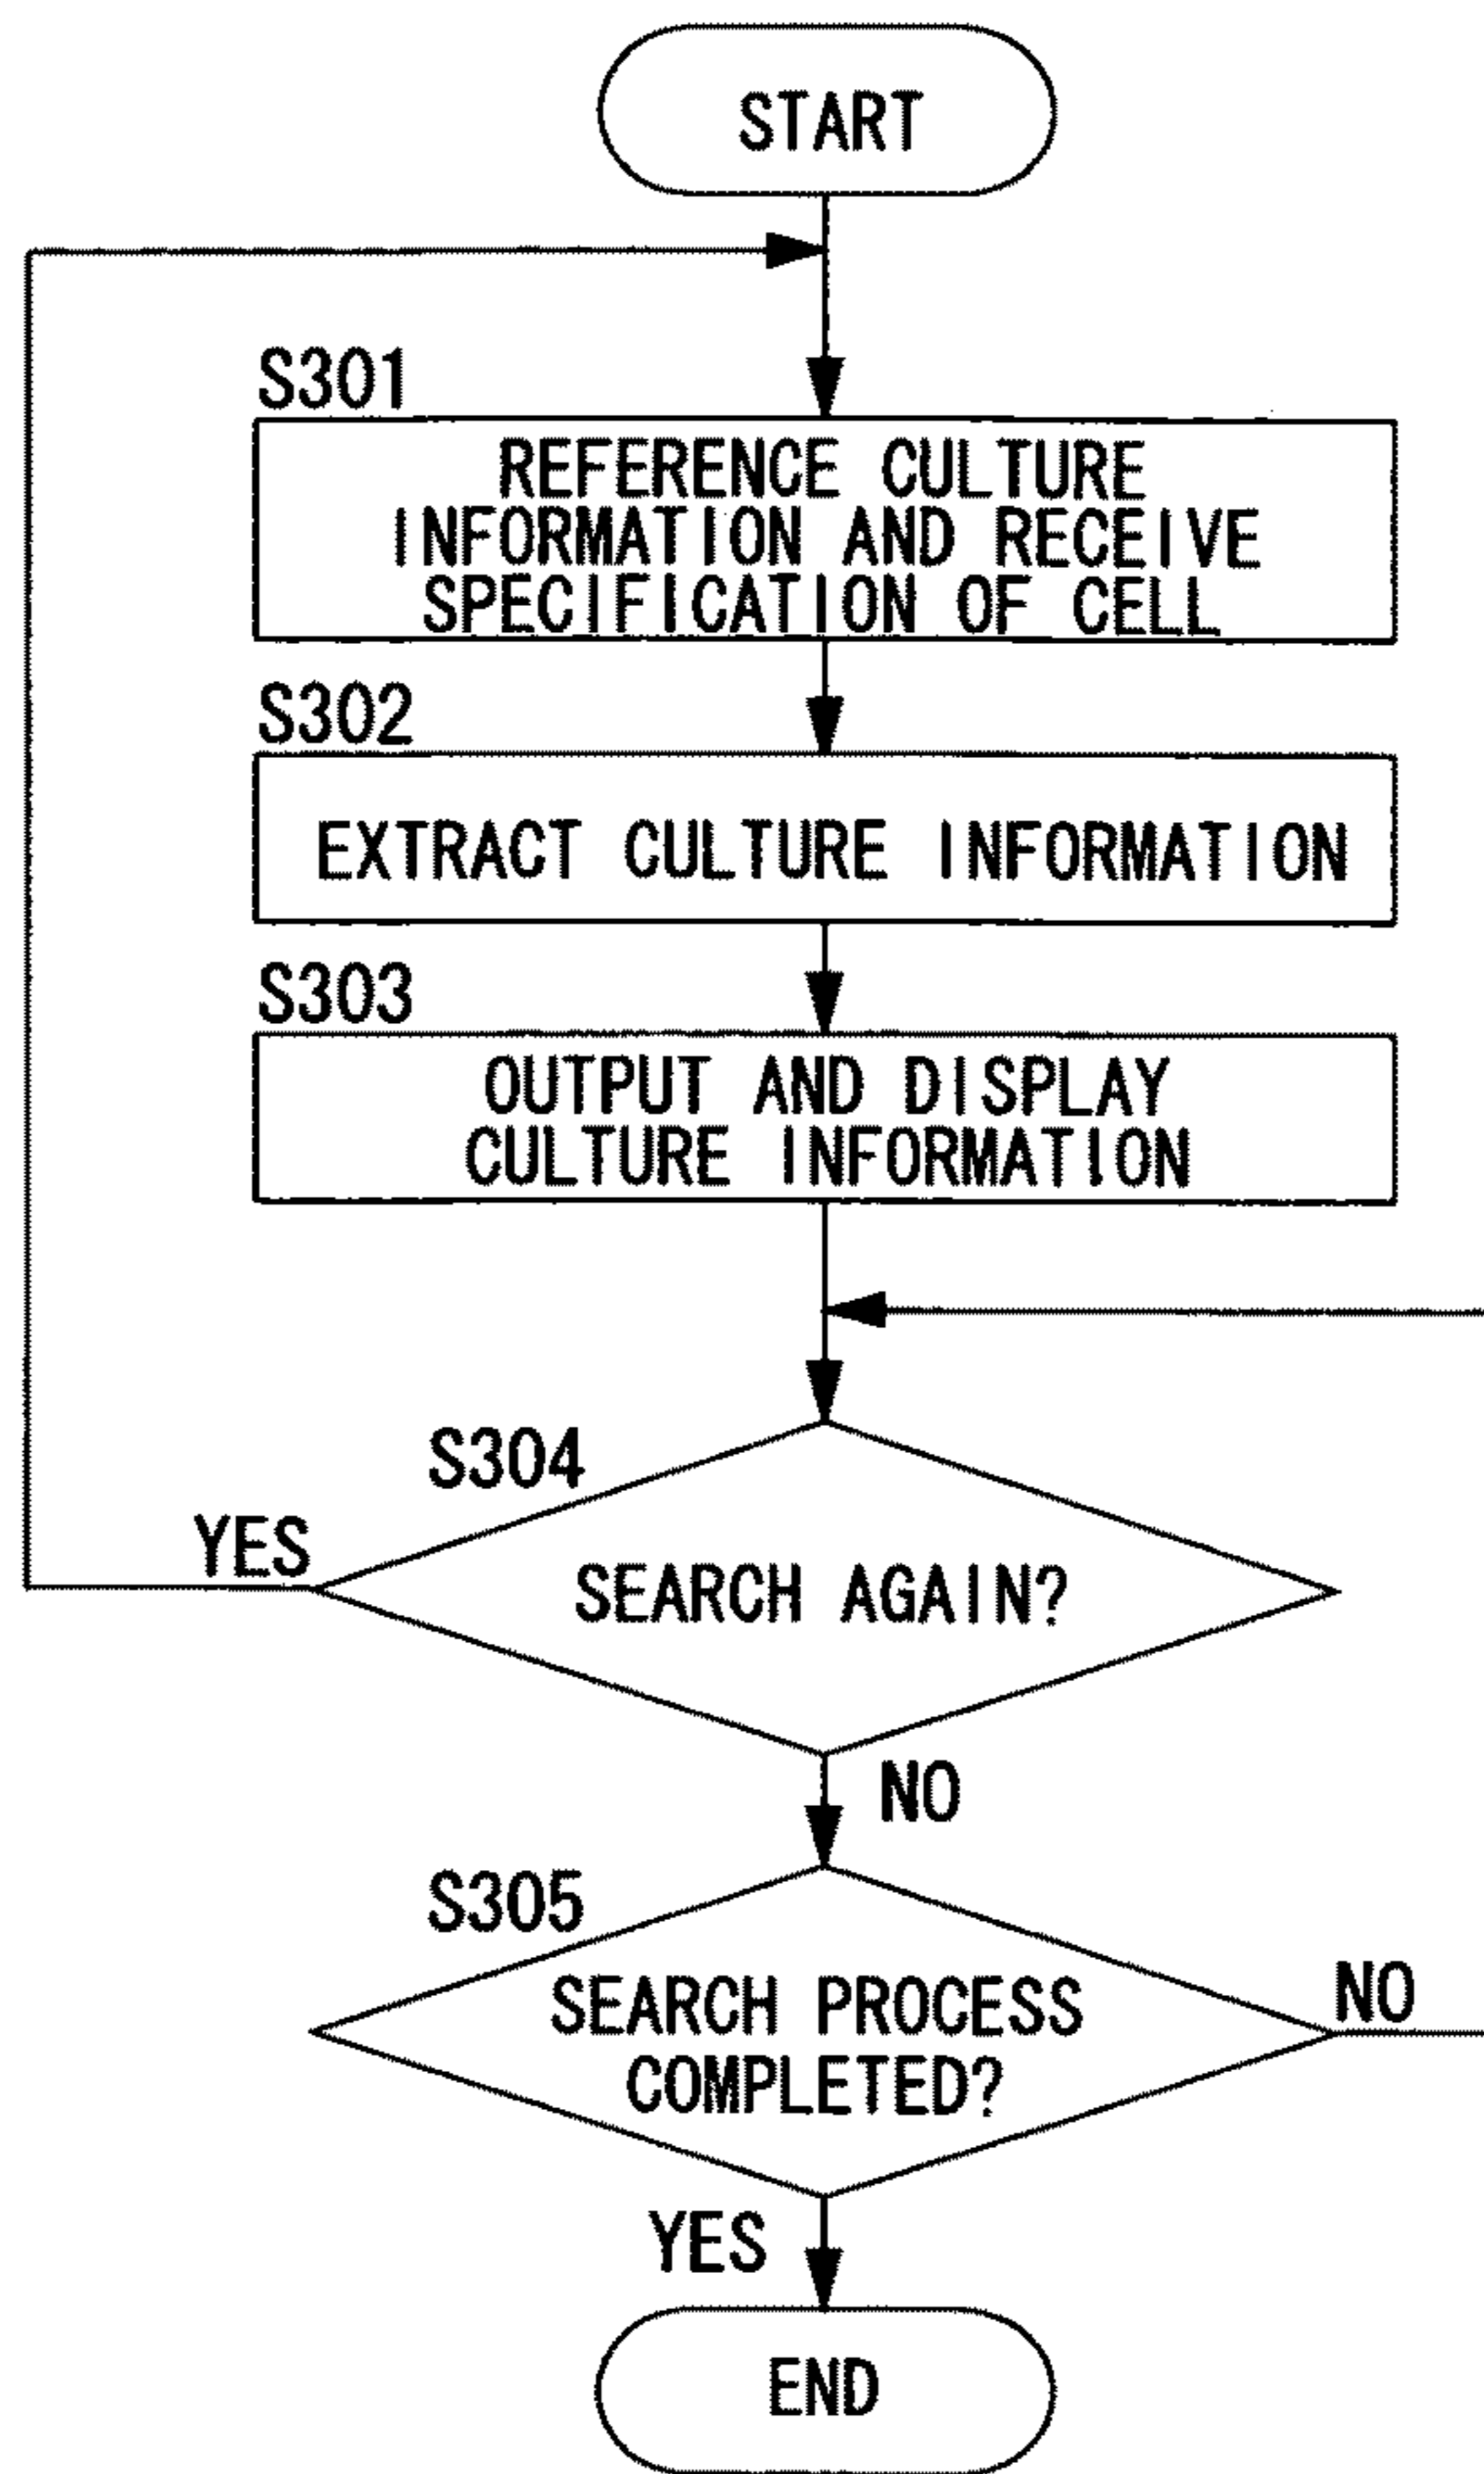 START
S301
REFERENCE CULTURE
INFORMATION AND RECEIVE
SPECIFICATION OF CELL
S302
EXTRACT CULTURE INFORMATION
S303
OUTPUT AND DISPLAY
CULTURE INFORMATION
S304
YES
SEARCH AGAIN?
NO
S305
SEARCH PROCESS
COMPLETED?
NO
YES
END